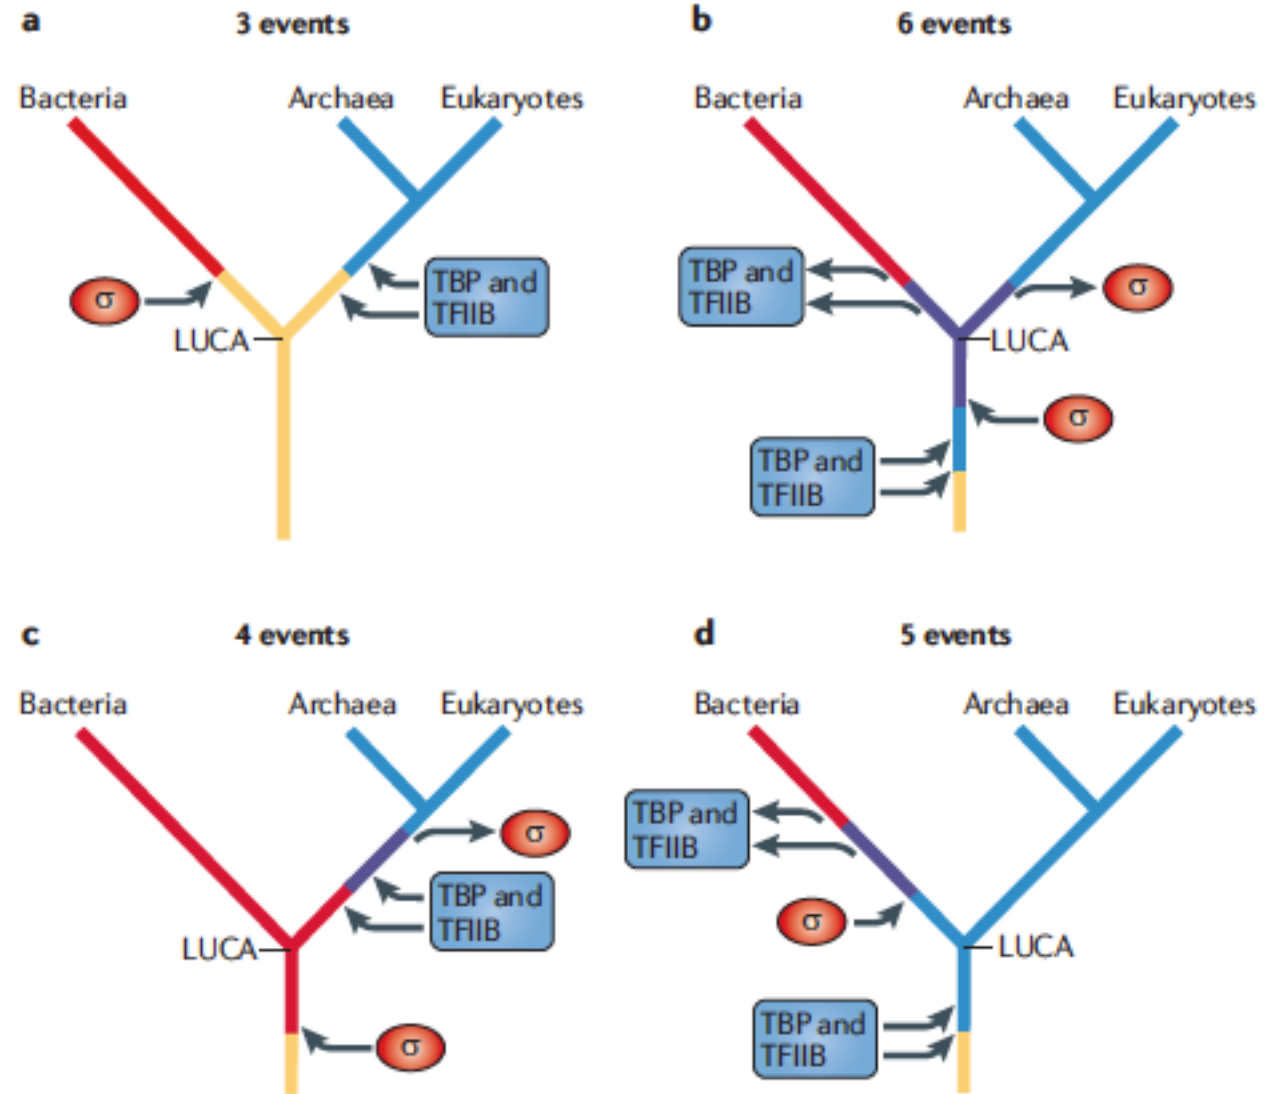 a 3 events
Bacteria Archaea Eukaryotes
σ
TBP and
TFIIB
LUCA
b 6 events
Bacteria Archaea Eukaryotes
TBP and
TFIIB
σ
LUCA
σ
TBP and
TFIIB
c 4 events
Bacteria Archaea Eukaryotes
σ
TBP and
TFIIB
LUCA
σ
d 5 events
Bacteria Archaea Eukaryotes
TBP and
TFIIB
σ
LUCA
TBP and
TFIIB